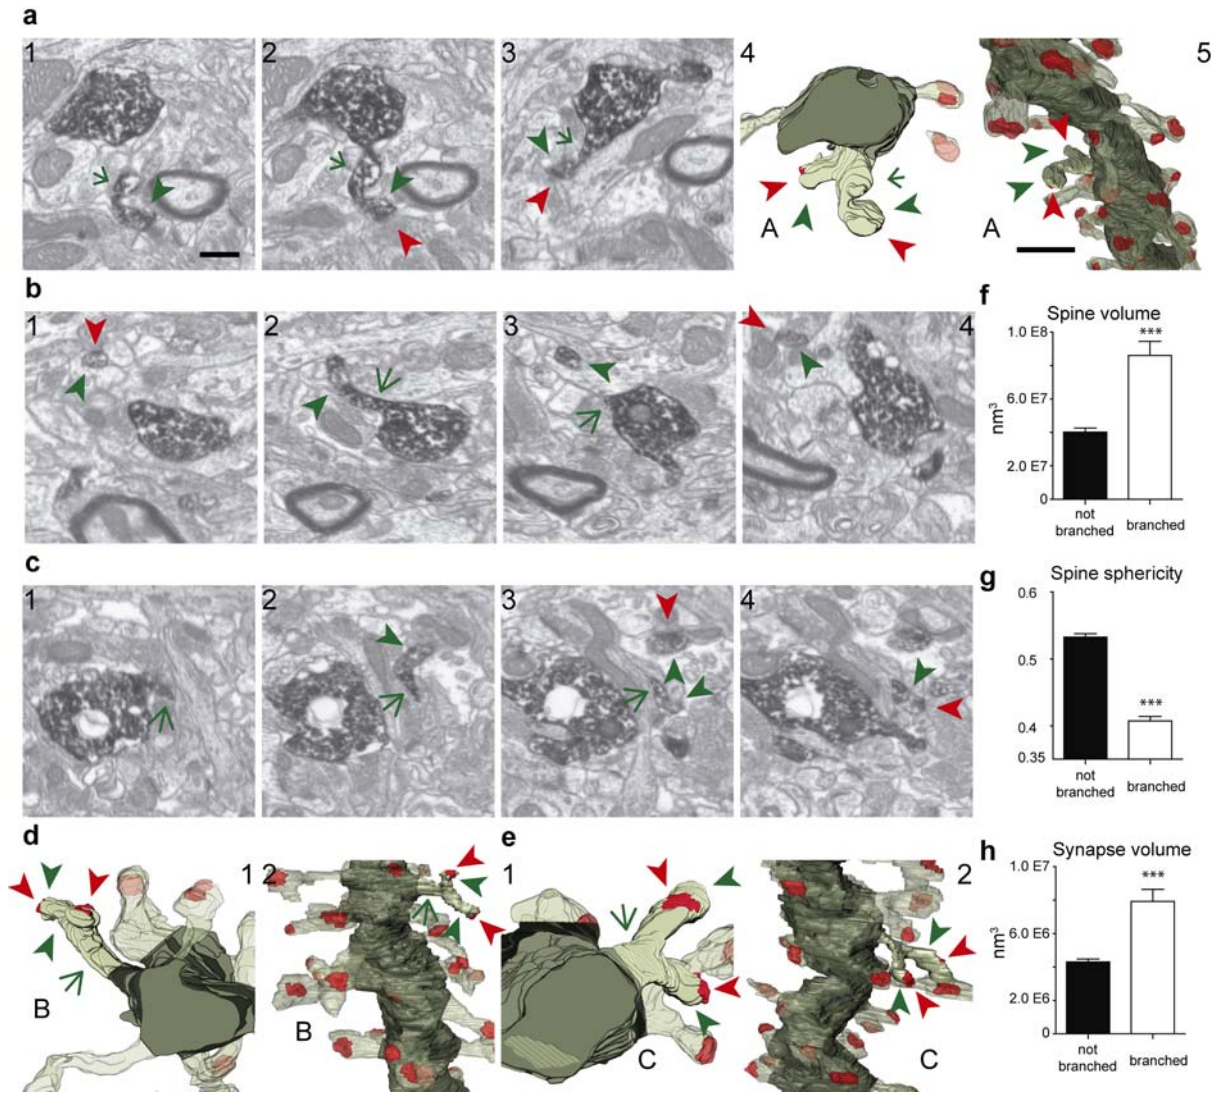 a
1
2
3
4
5
A
A
b
1
2
3
4
c
1
2
3
4
d
1
2
B
B
e
1
2
C
C
f
Spine volume
1.0 E8
6.0 E7
2.0 E7
0
nm³
***
not
branched
branched
g
Spine sphericity
0.6
0.5
0.4
0.35
***
not
branched
branched
h
Synapse volume
1.0 E7
6.0 E6
2.0 E6
0
nm³
***
not
branched
branched